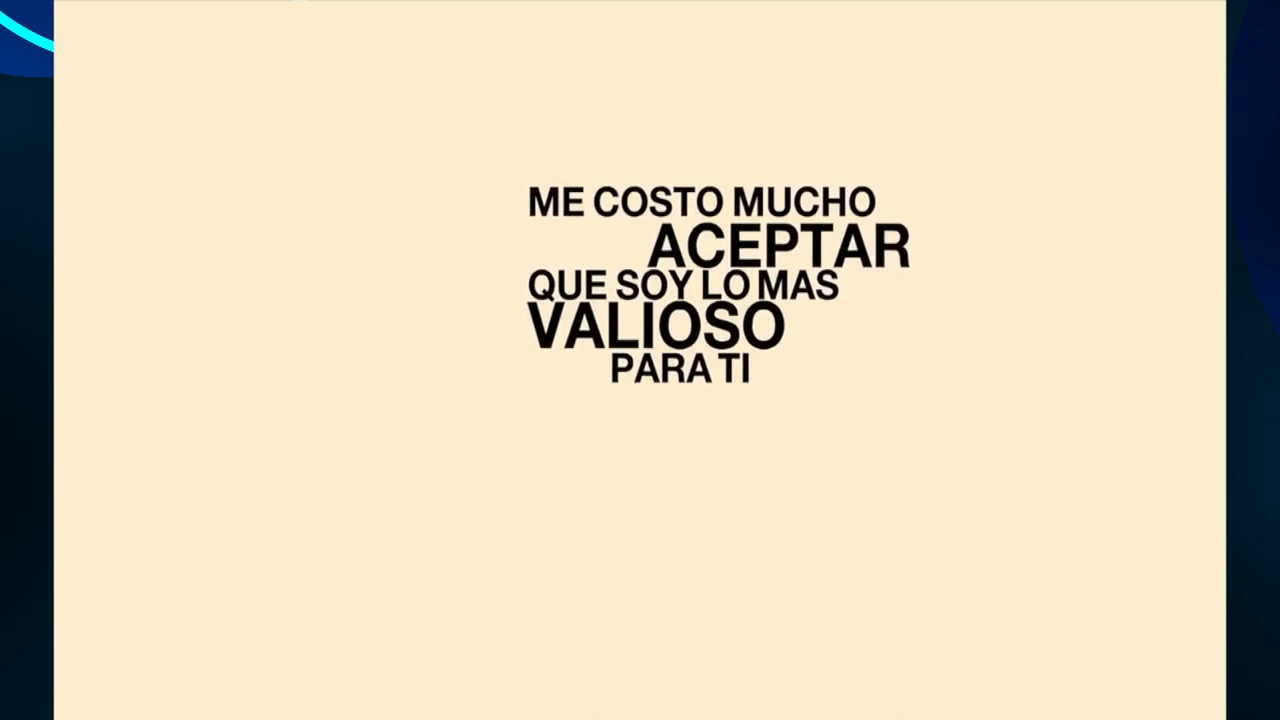 ME COSTO MUCHO
ACEPTAR
QUE SOY LO MAS
VALIOSO
PARA TI